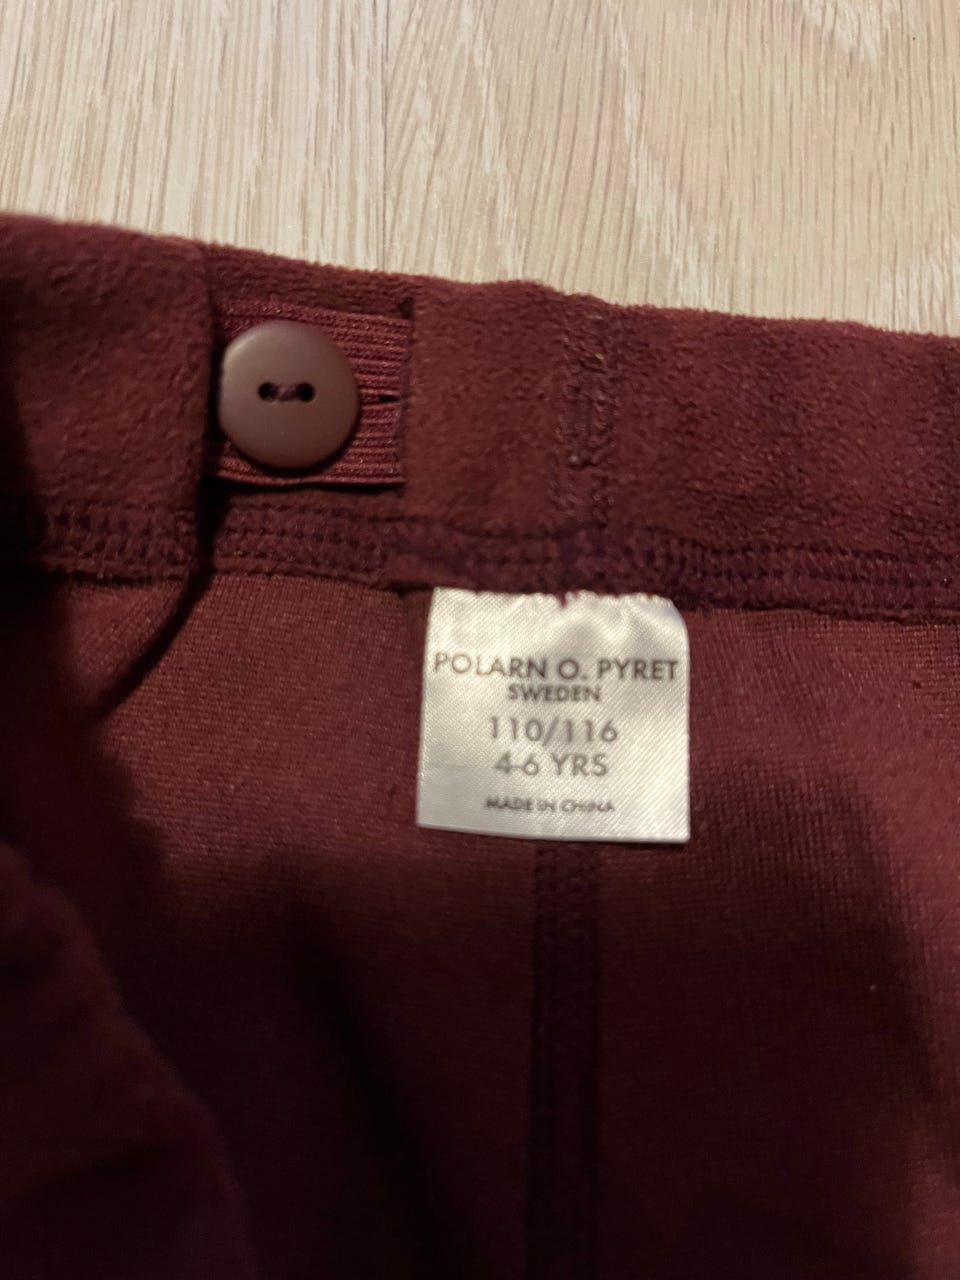 POLARN O. PYRET
SWEDEN
110/116
4-6 YRS
MADE IN CHINA